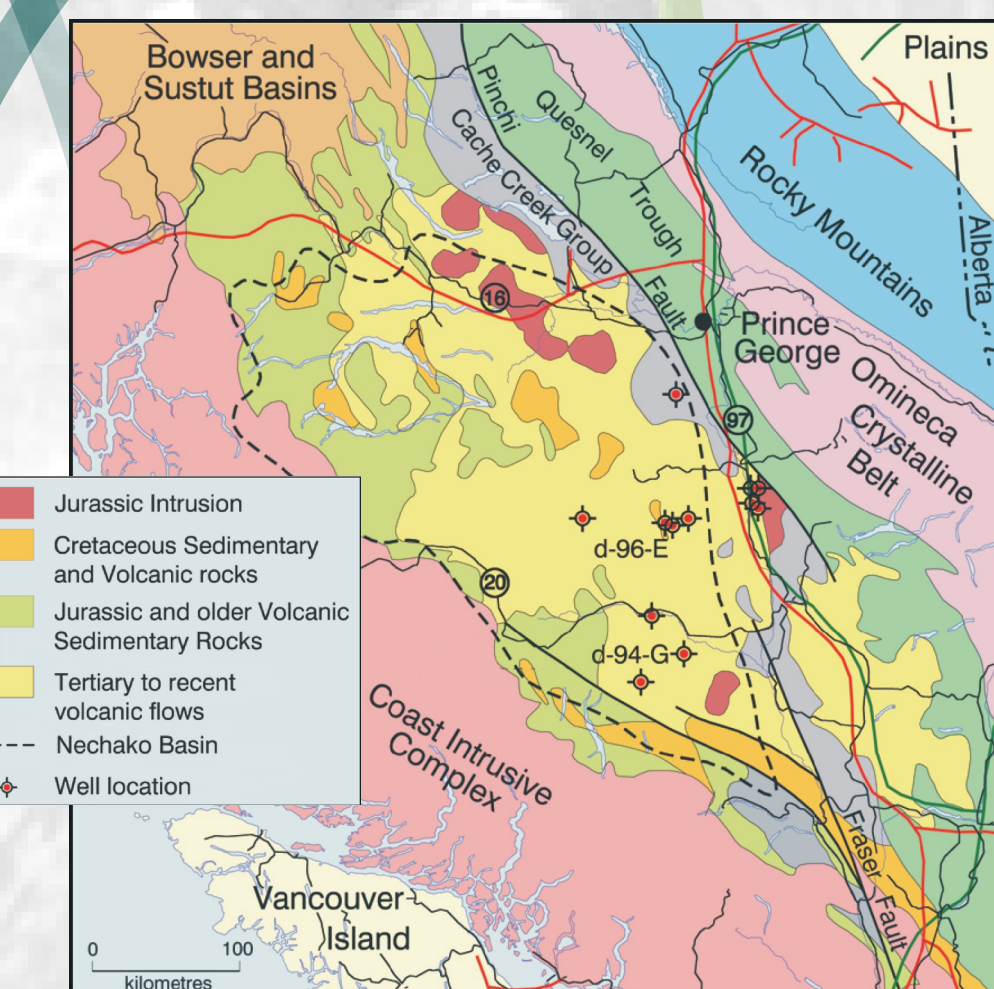 Bowser and
Sustut Basins
Plains
Pinchi
Quesnel
Cache Creek Group
Trough
Rocky Mountains
Alberta
Fault
16
Prince
George
Omineca
Crystalline
Belt
97
Jurassic Intrusion
Cretaceous Sedimentary
and Volcanic rocks
Jurassic and older Volcanic
Sedimentary Rocks
Tertiary to recent
volcanic flows
Nechako Basin
Well location
d-96-E
20
d-94-G
Coast Intrusive
Complex
Fraser
Fault
Vancouver
Island
0 100
kilometres